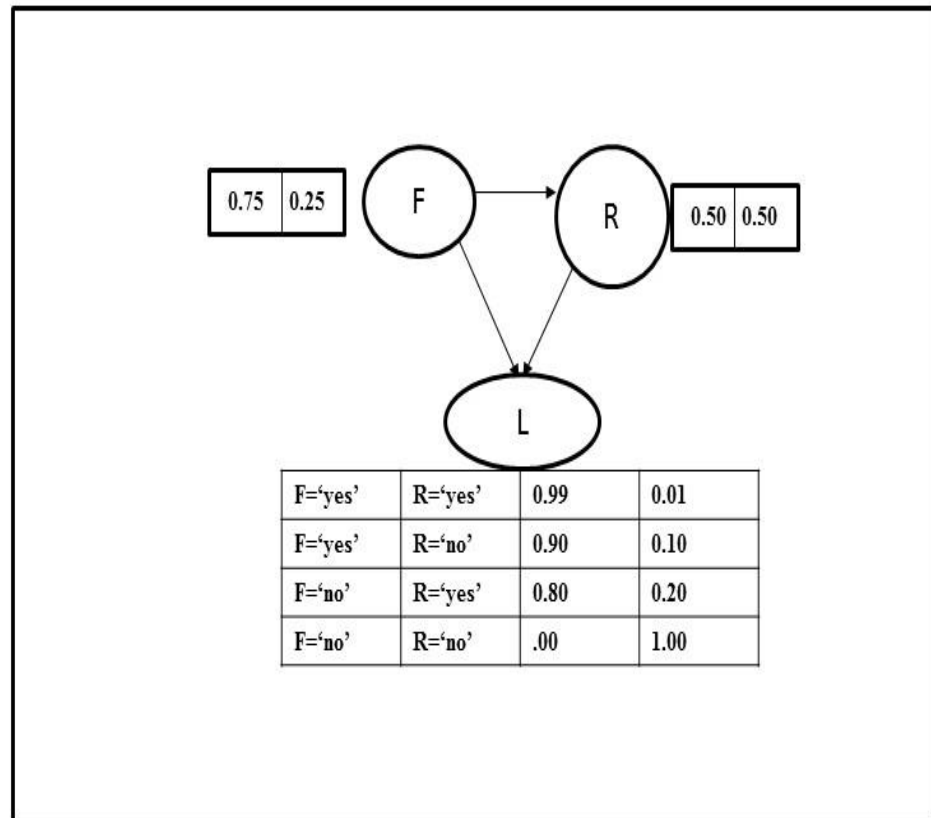 0.75 0.25
F
R
0.50 0.50
L
F=‘yes’ R=‘yes’ 0.99 0.01
F=‘yes’ R=‘no’ 0.90 0.10
F=‘no’ R=‘yes’ 0.80 0.20
F=‘no’ R=‘no’ .00 1.00